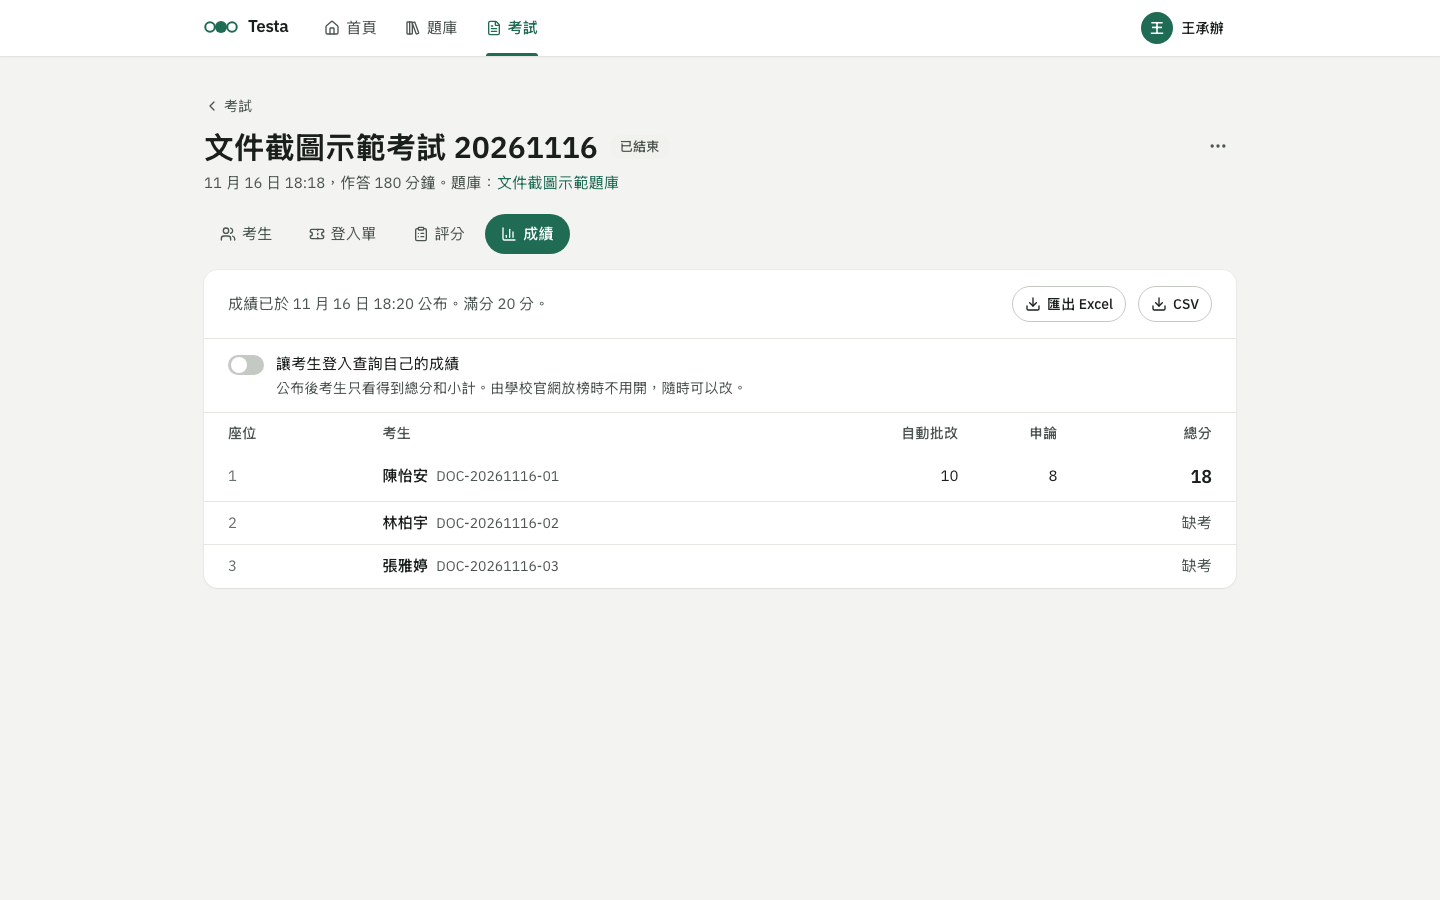 Testa 首頁 題庫 考試 王 王承辦
考試
文件截圖示範考試 20261116 已結束
11 月 16 日 18:18，作答 180 分鐘。題庫：文件截圖示範題庫
考生 登入單 評分 成績
成績已於 11 月 16 日 18:20 公布。滿分 20 分。 匯出 Excel CSV
讓考生登入查詢自己的成績
公布後考生只看得到總分和小計。由學校官網放榜時不用開，隨時可以改。
座位 考生 自動批改 申論 總分
1 陳怡安 DOC-20261116-01 10 8 18
2 林柏宇 DOC-20261116-02 缺考
3 張雅婷 DOC-20261116-03 缺考